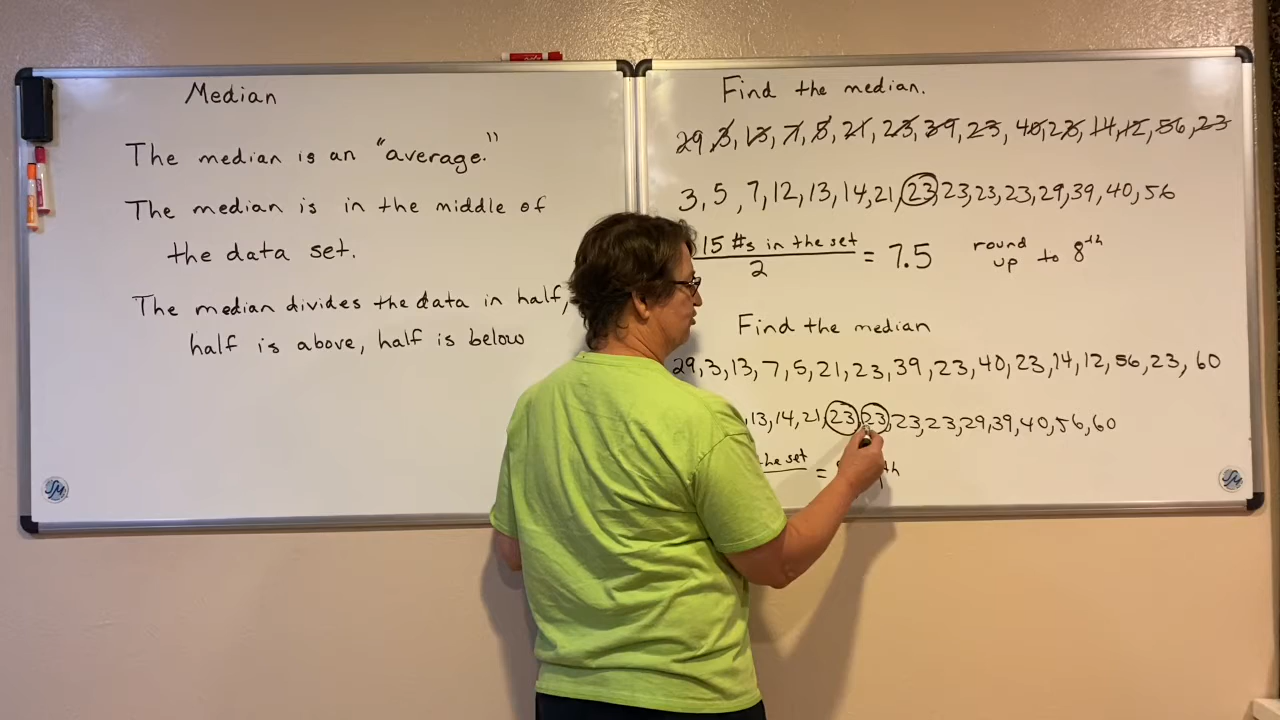 Median
The median is an "average."
The median is in the middle of
the data set.
The median divides the data in half,
half is above, half is below
Find the median.
29, 3, 13, 7, 5, 21, 23, 39, 23, 40, 23, 14, 12, 56, 23
3, 5, 7, 12, 13, 14, 21, 23, 23, 23, 23, 29, 39, 40, 56
15 #s in the set
2
= 7.5
round up to 8th
Find the median
29, 3, 13, 7, 5, 21, 23, 39, 23, 40, 23, 14, 12, 56, 23, 60
, 13, 14, 21, 23, 23, 23, 23, 29, 39, 40, 56, 60
the set =
SM
SM